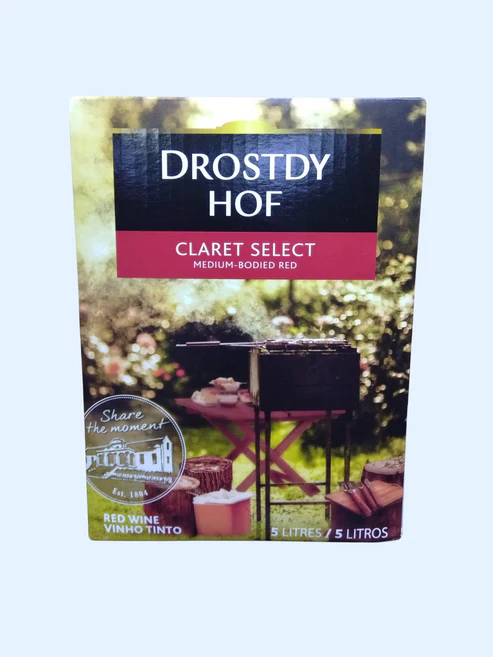 DROSTDY
HOF
CLARET SELECT
MEDIUM-BODIED RED
Share
the moment
Est. 1804
RED WINE
VINHO TINTO
5 LITRES / 5 LITROS